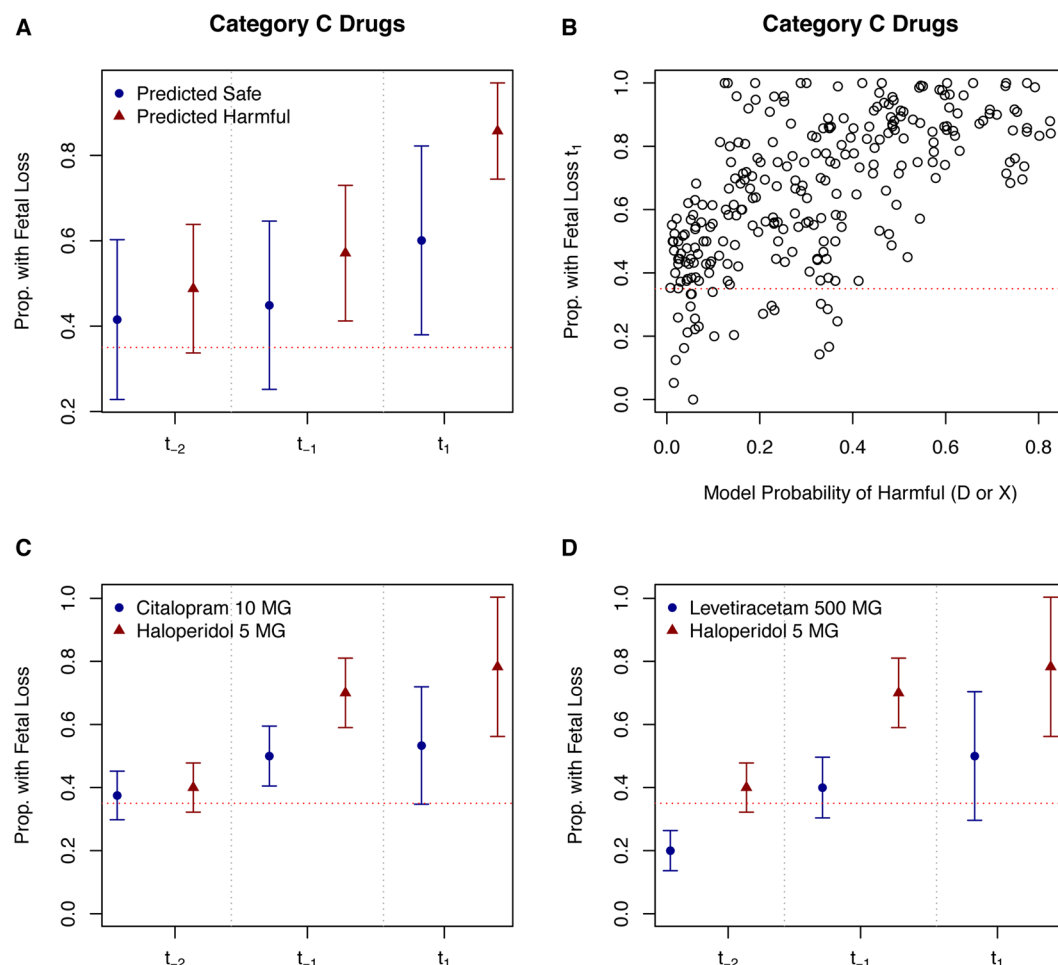 A
Category C Drugs
Predicted Safe
Predicted Harmful
Prop. with Fetal Loss
0.2
0.4
0.6
0.8
t₋₂
t₋₁
t₁
B
Category C Drugs
Prop. with Fetal Loss t₁
0.0
0.2
0.4
0.6
0.8
1.0
0.0
0.2
0.4
0.6
0.8
Model Probability of Harmful (D or X)
C
Citalopram 10 MG
Haloperidol 5 MG
Prop. with Fetal Loss
0.0
0.2
0.4
0.6
0.8
1.0
t₋₂
t₋₁
t₁
D
Levetiracetam 500 MG
Haloperidol 5 MG
Prop. with Fetal Loss
0.0
0.2
0.4
0.6
0.8
1.0
t₋₂
t₋₁
t₁